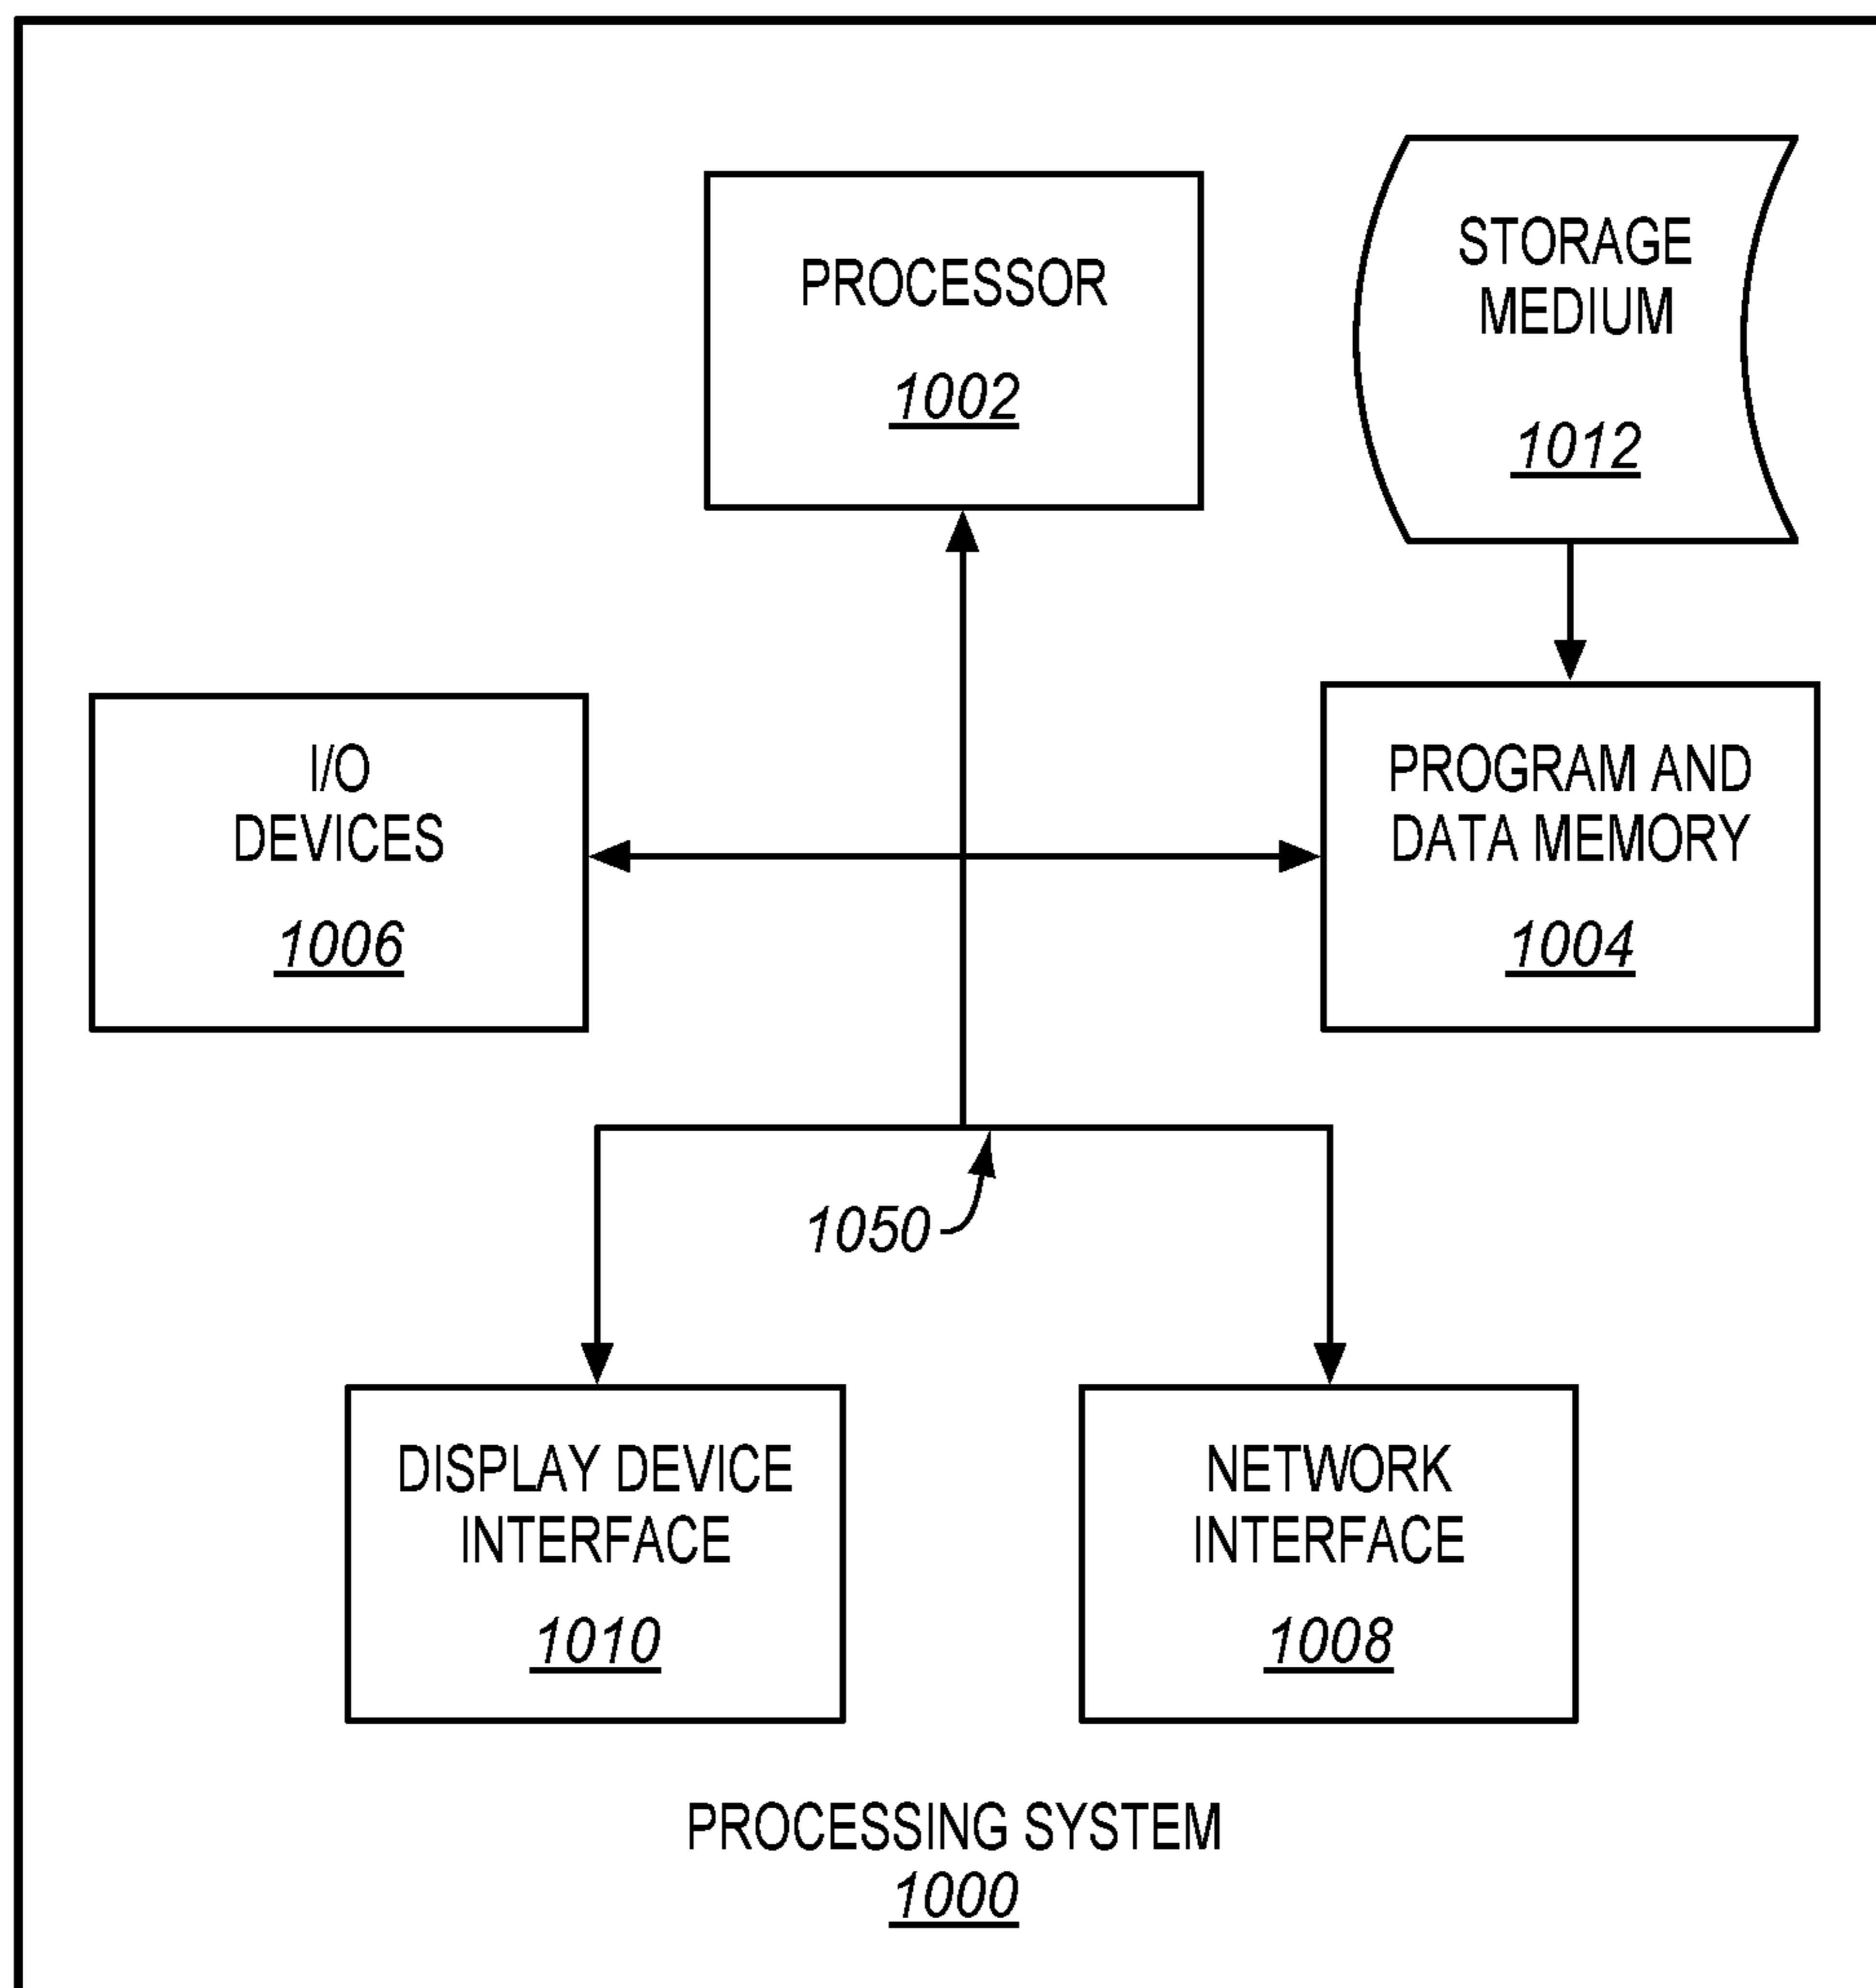 PROCESSOR
1002
STORAGE
MEDIUM
1012
I/O
DEVICES
1006
PROGRAM AND
DATA MEMORY
1004
1050
DISPLAY DEVICE
INTERFACE
1010
NETWORK
INTERFACE
1008
PROCESSING SYSTEM
1000